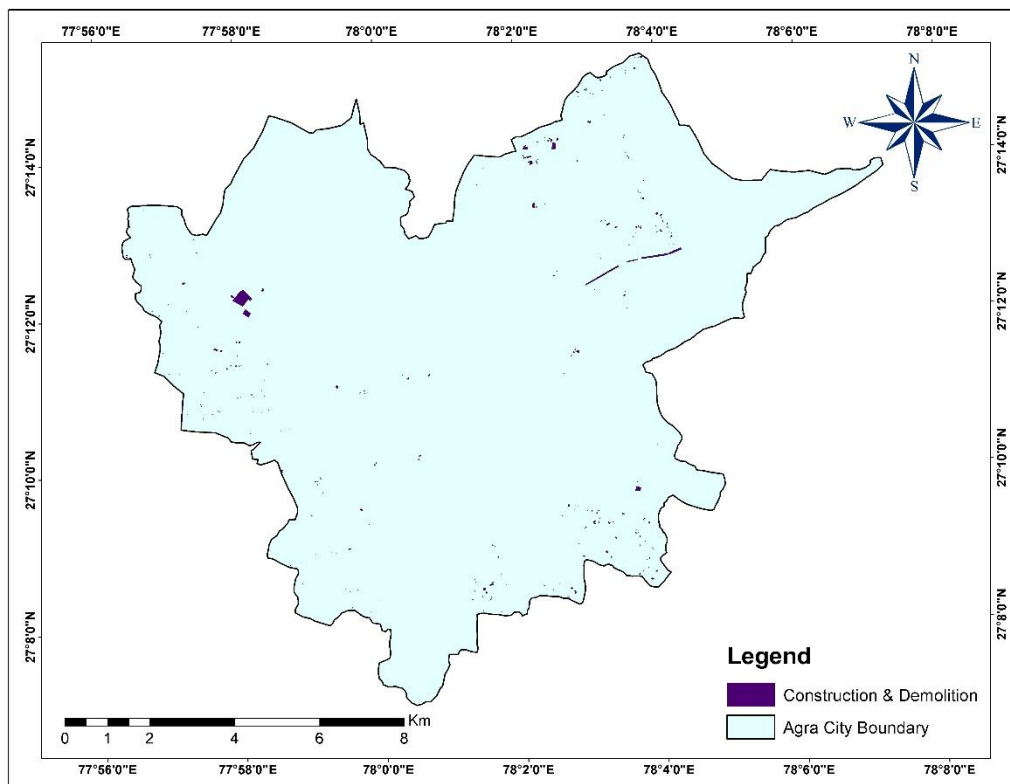 77°56'0"E 77°58'0"E 78°0'0"E 78°2'0"E 78°4'0"E 78°6'0"E 78°8'0"E
N
W E
S
27°14'0"N
27°14'0"N
27°12'0"N
27°12'0"N
27°10'0"N
27°10'0"N
27°8'0"N
27°8'0"N
Legend
Construction & Demolition
Agra City Boundary
Km
0 1 2 4 6 8
77°56'0"E 77°58'0"E 78°0'0"E 78°2'0"E 78°4'0"E 78°6'0"E 78°8'0"E